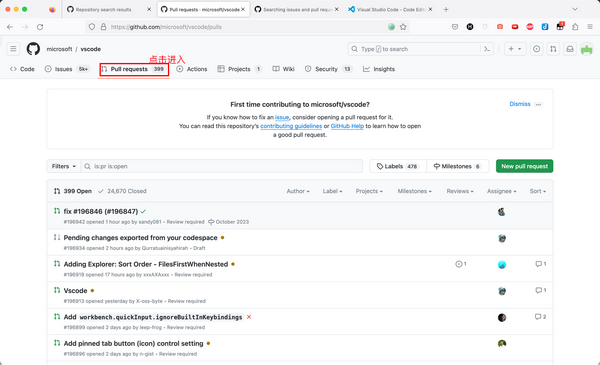 Repository search results
Pull requests · microsoft/vscode
Searching issues and pull reque
Visual Studio Code - Code Edit
https://github.com/microsoft/vscode/pulls
microsoft / vscode
Type / to search
点击进入
Code
Issues 5k+
Pull requests 399
Actions
Projects 1
Wiki
Security 13
Insights
First time contributing to microsoft/vscode?
Dismiss
If you know how to fix an issue, consider opening a pull request for it.
You can read this repository's contributing guidelines or GitHub Help to learn how to open
a good pull request.
Filters
is:pr is:open
Labels 476
Milestones 6
New pull request
399 Open
24,670 Closed
Author
Label
Projects
Milestones
Reviews
Assignee
Sort
fix #196846 (#196847)
#196942 opened 1 hour ago by sandy081 • Review required October 2023
Pending changes exported from your codespace
#196934 opened 2 hours ago by Qurratuainisyahirah • Draft
Adding Explorer: Sort Order - FilesFirstWhenNested
1
1
#196919 opened 17 hours ago by xxxAXAxxx • Review required
Vscode
1
#196913 opened yesterday by X-oss-byte • Review required
Add workbench.quickInput.ignoreBuiltInKeybindings
2
#196899 opened 2 days ago by leep-frog • Review required
Add pinned tab button (icon) control setting
#196896 opened 2 days ago by n-gist • Review required